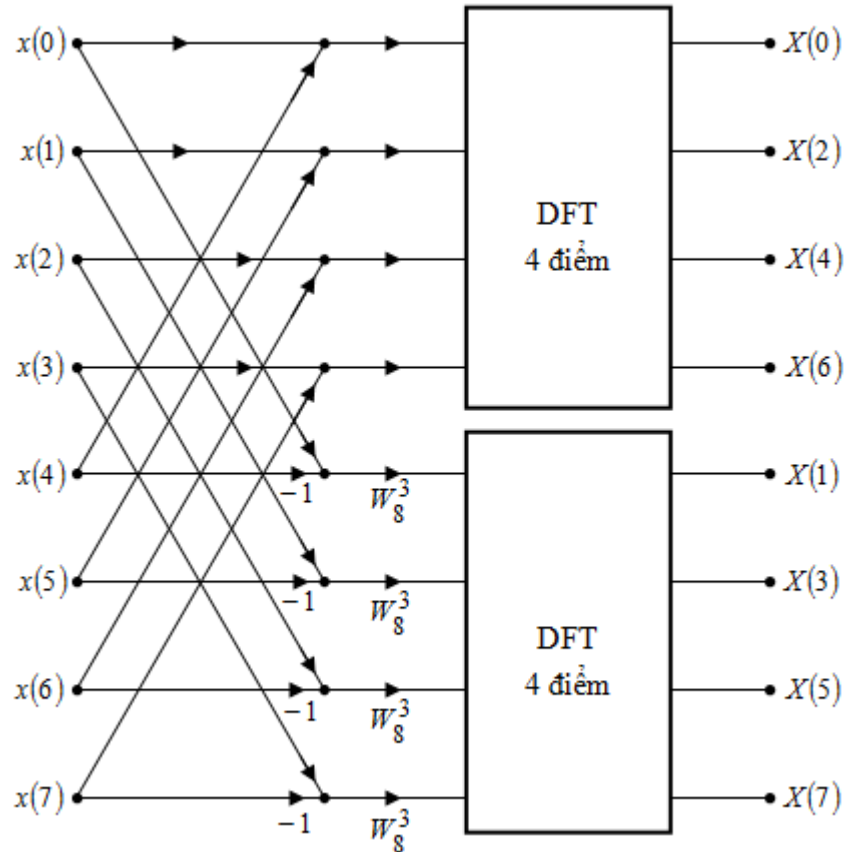 x(0) X(0)
x(1) X(2)
DFT
4 điểm
x(2) X(4)
x(3) X(6)
x(4) −1 W_8^3 X(1)
x(5) −1 W_8^3 X(3)
DFT
4 điểm
x(6) −1 W_8^3 X(5)
x(7) −1 W_8^3 X(7)